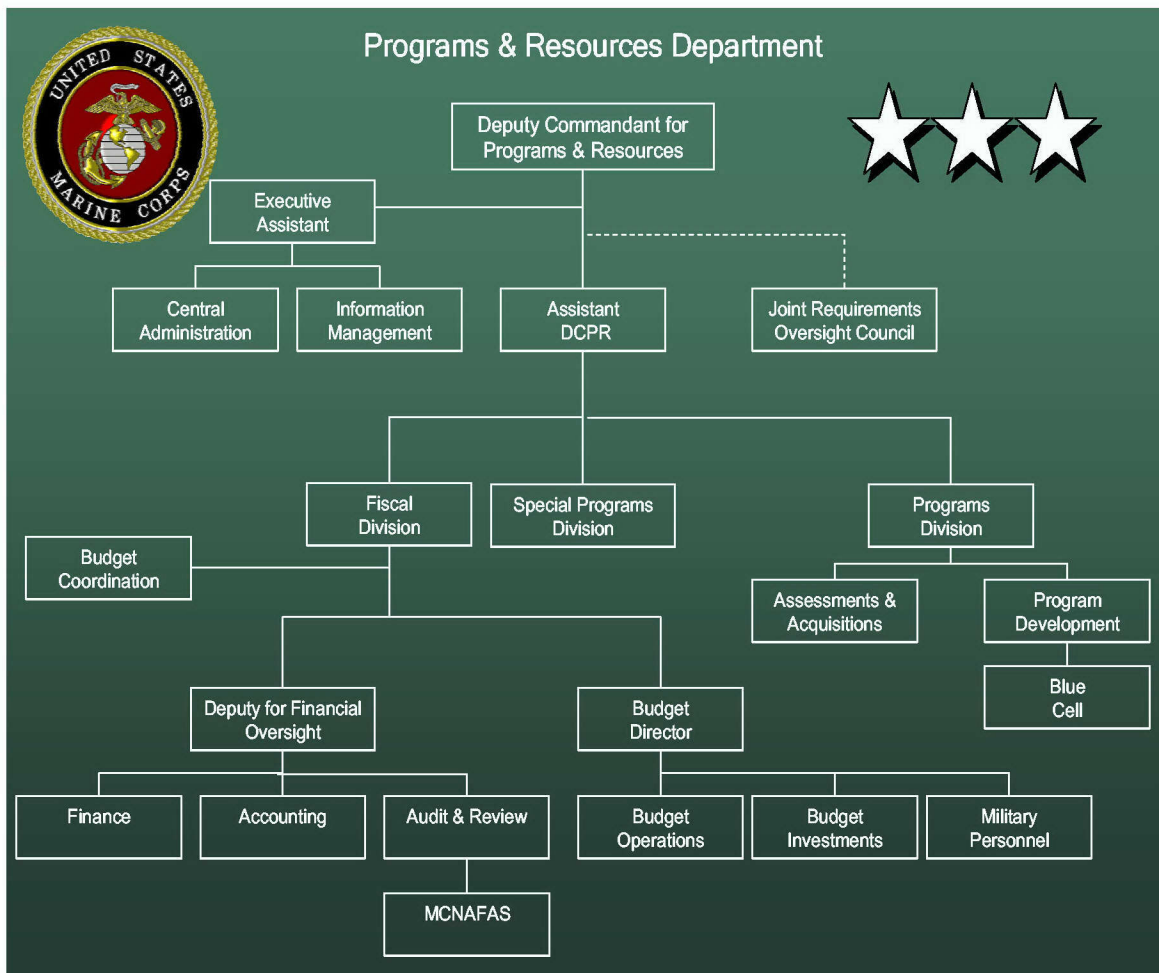 Programs & Resources Department
UNITED STATES
MARINE CORPS
Deputy Commandant for
Programs & Resources
Executive
Assistant
Central
Administration
Information
Management
Assistant
DCPR
Joint Requirements
Oversight Council
Fiscal
Division
Special Programs
Division
Programs
Division
Budget
Coordination
Assessments &
Acquisitions
Program
Development
Blue
Cell
Deputy for Financial
Oversight
Budget
Director
Finance
Accounting
Audit & Review
Budget
Operations
Budget
Investments
Military
Personnel
MCNAFAS